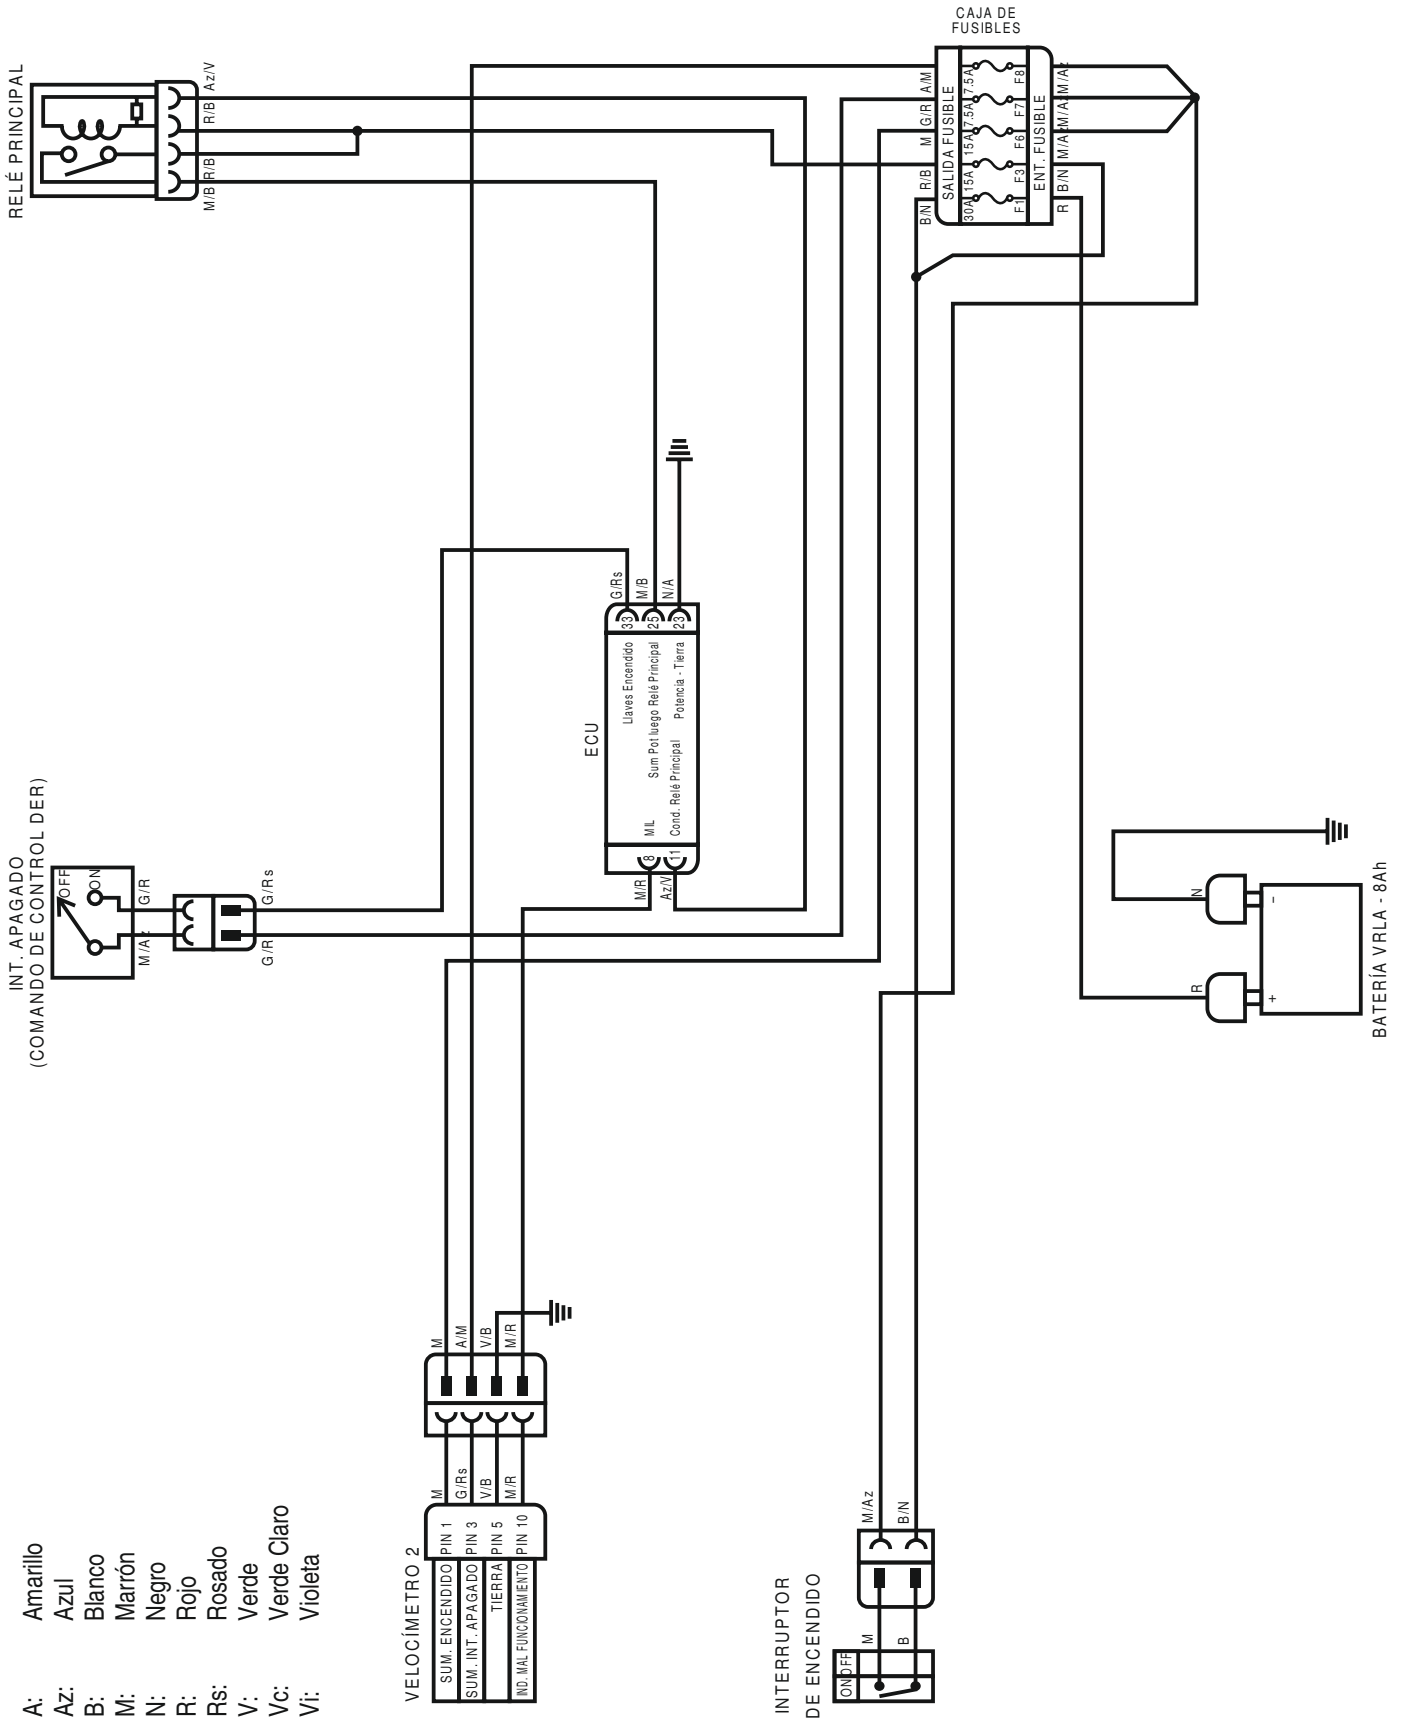 RELÉ PRINCIPAL
Az/V
R/B
R/B
M/B
CAJA DE
FUSIBLES
A/M
G/R
M
R/B
B/N
SALIDA FUSIBLE
7.5A
7.5A
15A
15A
30A
F8
F7
F6
F3
F1
ENT. FUSIBLE
M/Az
M/Az
M/Az
B/N
R
INT. APAGADO
(COMANDO DE CONTROL DER)
OFF
ON
G/R
M/Az
G/Rs
G/R
ECU
G/Rs
M/B
N/A
33
25
23
Llaves Encendido
Sum Pot luego Relé Principal
Potencia - Tierra
MIL
Cond. Relé Principal
8
11
M/R
Az/V
BATERÍA VRLA - 8Ah
N
R
-
+
VELOCÍMETRO 2
SUM. ENCENDIDO
SUM. INT. APAGADO
TIERRA
IND. MAL FUNCIONAMIENTO
PIN 1
PIN 3
PIN 5
PIN 10
M
G/Rs
V/B
M/R
M
A/M
V/B
M/R
INTERRUPTOR
DE ENCENDIDO
ON
OFF
M
B
M/Az
B/N
A: Amarillo
Az: Azul
B: Blanco
M: Marrón
N: Negro
R: Rojo
Rs: Rosado
V: Verde
Vc: Verde Claro
Vi: Violeta